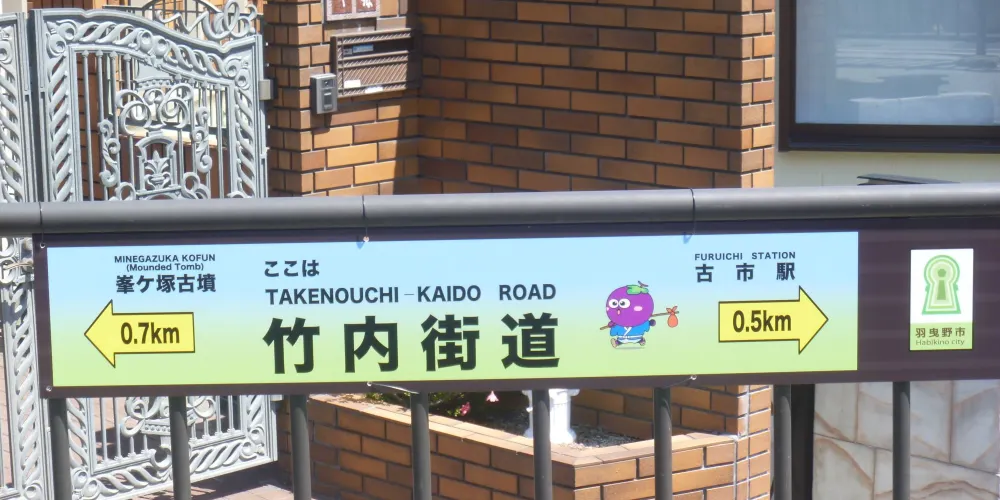 MINEGAZUKA KOFUN
(Mounded Tomb)
峯ケ塚古墳
0.7km
ここは
TAKENOUCHI-KAIDO ROAD
竹内街道
FURUICHI STATION
古市駅
0.5km
羽曳野市
Habikino city